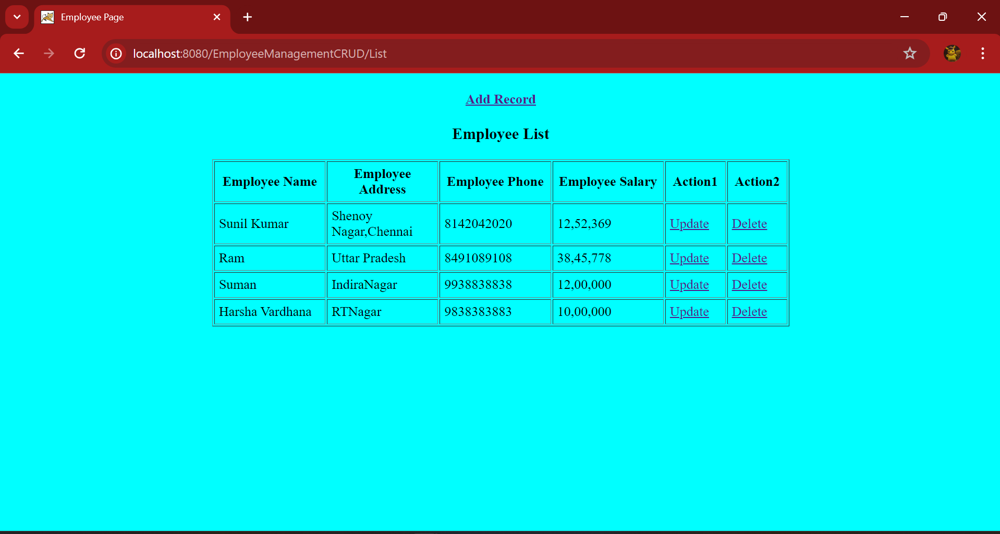 Employee Page
localhost:8080/EmployeeManagementCRUD/List
Add Record
Employee List
Employee Name Employee Address Employee Phone Employee Salary Action1 Action2
Sunil Kumar Shenoy Nagar,Chennai 8142042020 12,52,369 Update Delete
Ram Uttar Pradesh 8491089108 38,45,778 Update Delete
Suman IndiraNagar 9938838838 12,00,000 Update Delete
Harsha Vardhana RTNagar 9838383883 10,00,000 Update Delete